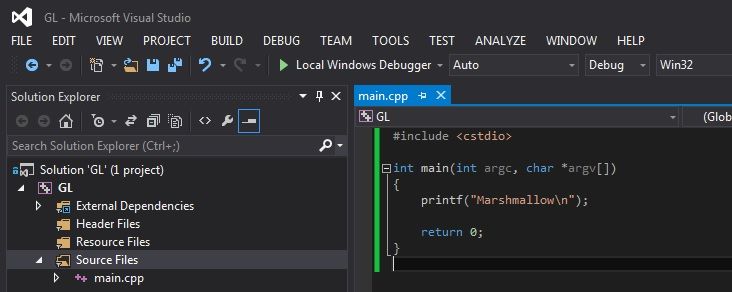 GL - Microsoft Visual Studio
FILE EDIT VIEW PROJECT BUILD DEBUG TEAM TOOLS TEST ANALYZE WINDOW HELP
Local Windows Debugger Auto Debug Win32
Solution Explorer
Search Solution Explorer (Ctrl+;)
Solution 'GL' (1 project)
GL
External Dependencies
Header Files
Resource Files
Source Files
main.cpp
main.cpp
GL (Glob
#include <cstdio>
int main(int argc, char *argv[])
{
printf("Marshmallow\n");
return 0;
}